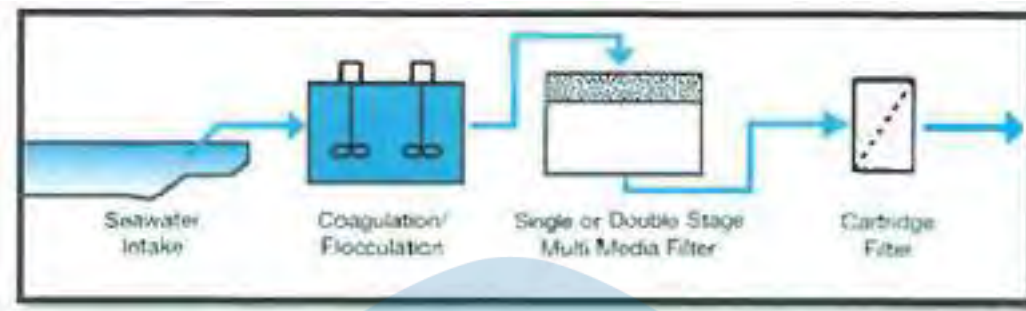 Seawater
Intake
Coagulation/
Flocculation
Single or Double Stage
Multi Media Filter
Cartridge
Filter